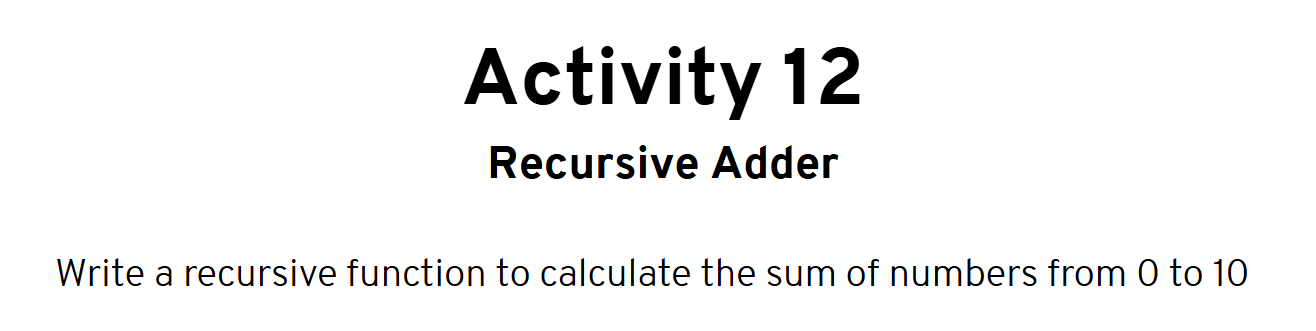 Activity 12
Recursive Adder
Write a recursive function to calculate the sum of numbers from 0 to 10